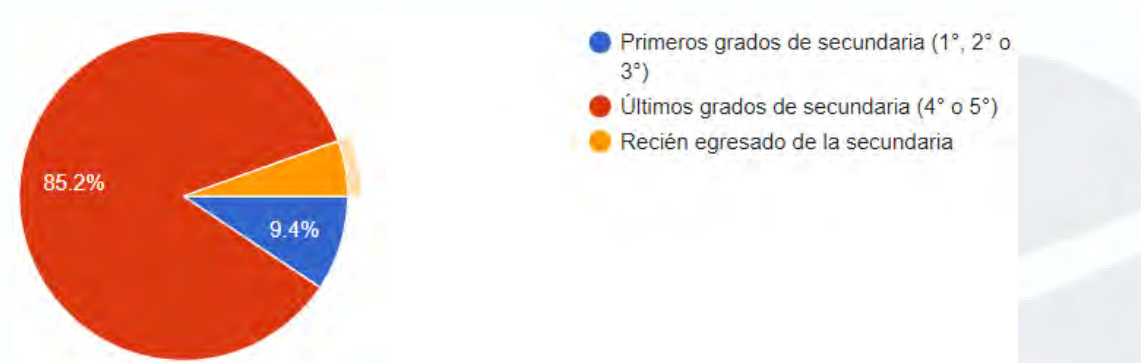 Primeros grados de secundaria (1°, 2° o
3°)
Últimos grados de secundaria (4° o 5°)
Recién egresado de la secundaria
85.2%
9.4%